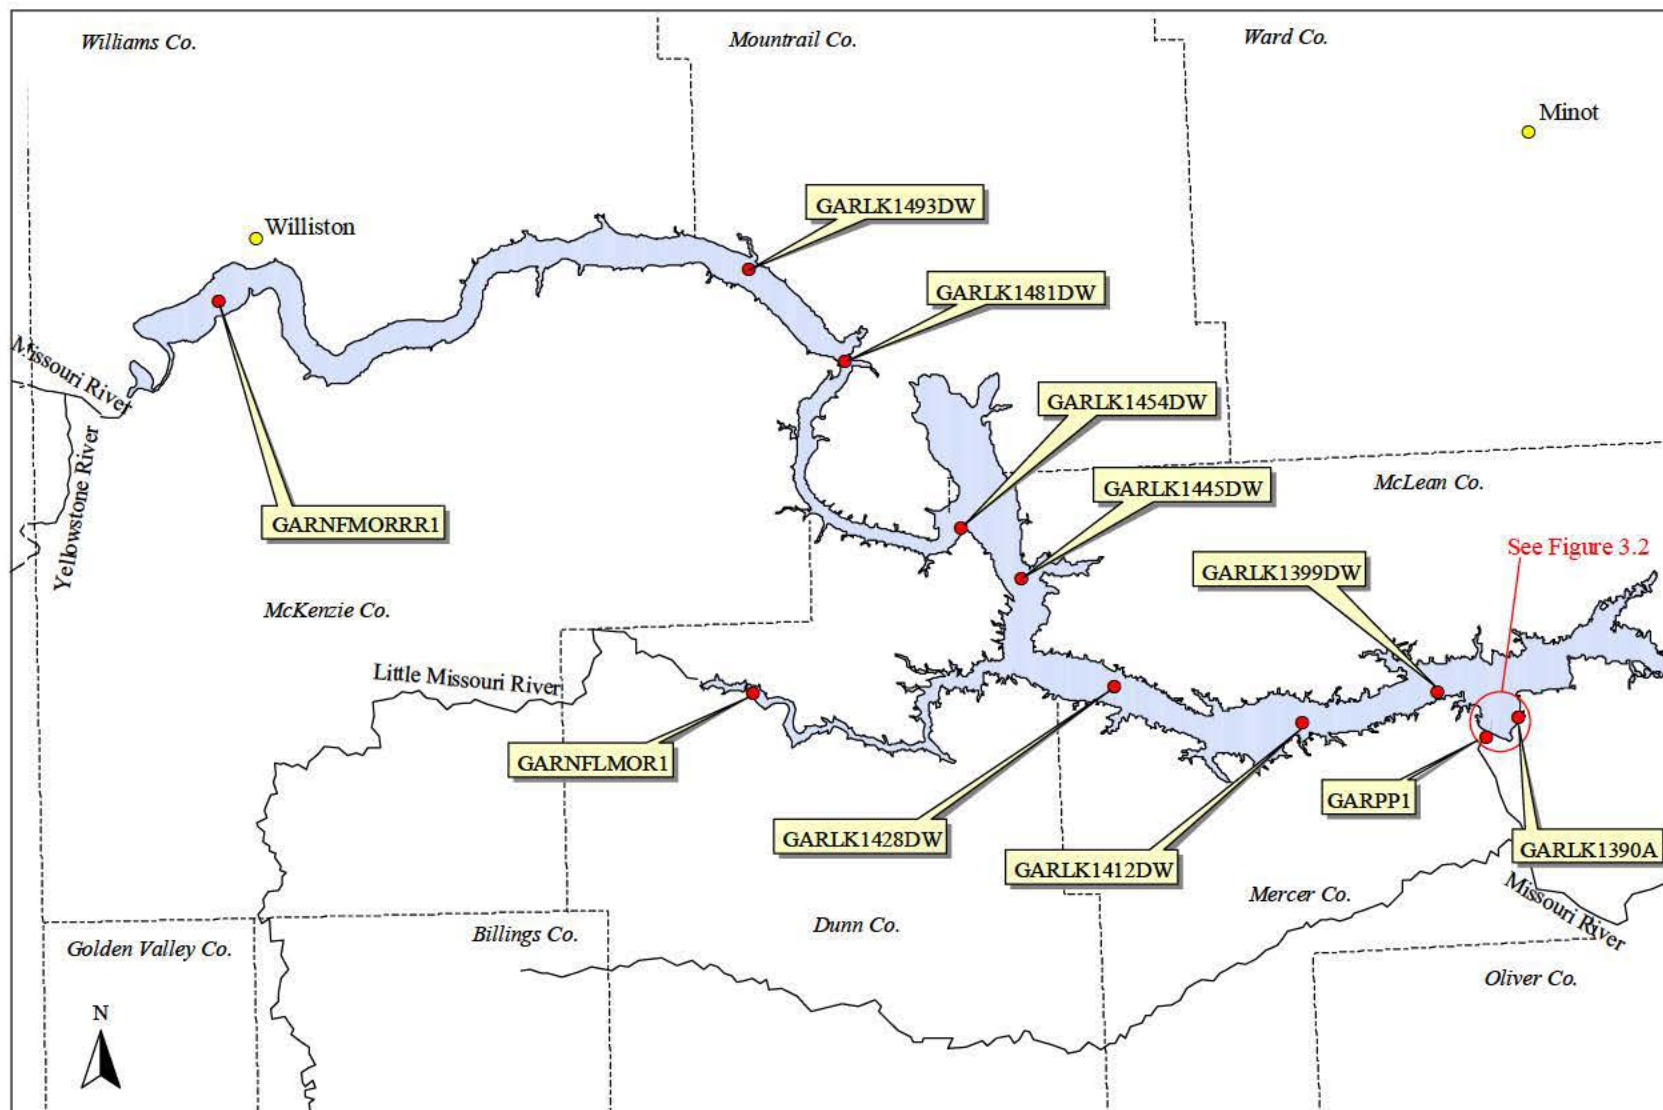 Williams Co.
Mountrail Co.
Ward Co.
Minot
GARLK1493DW
Williston
GARLK1481DW
Missouri River
GARLK1454DW
GARLK1445DW
McLean Co.
Yellowstone River
GARNFMORRR1
See Figure 3.2
GARLK1399DW
McKenzie Co.
Little Missouri River
GARNFLMOR1
GARPP1
GARLK1428DW
GARLK1412DW
GARLK1390A
Mercer Co.
Missouri River
Dunn Co.
Billings Co.
Golden Valley Co.
Oliver Co.
N